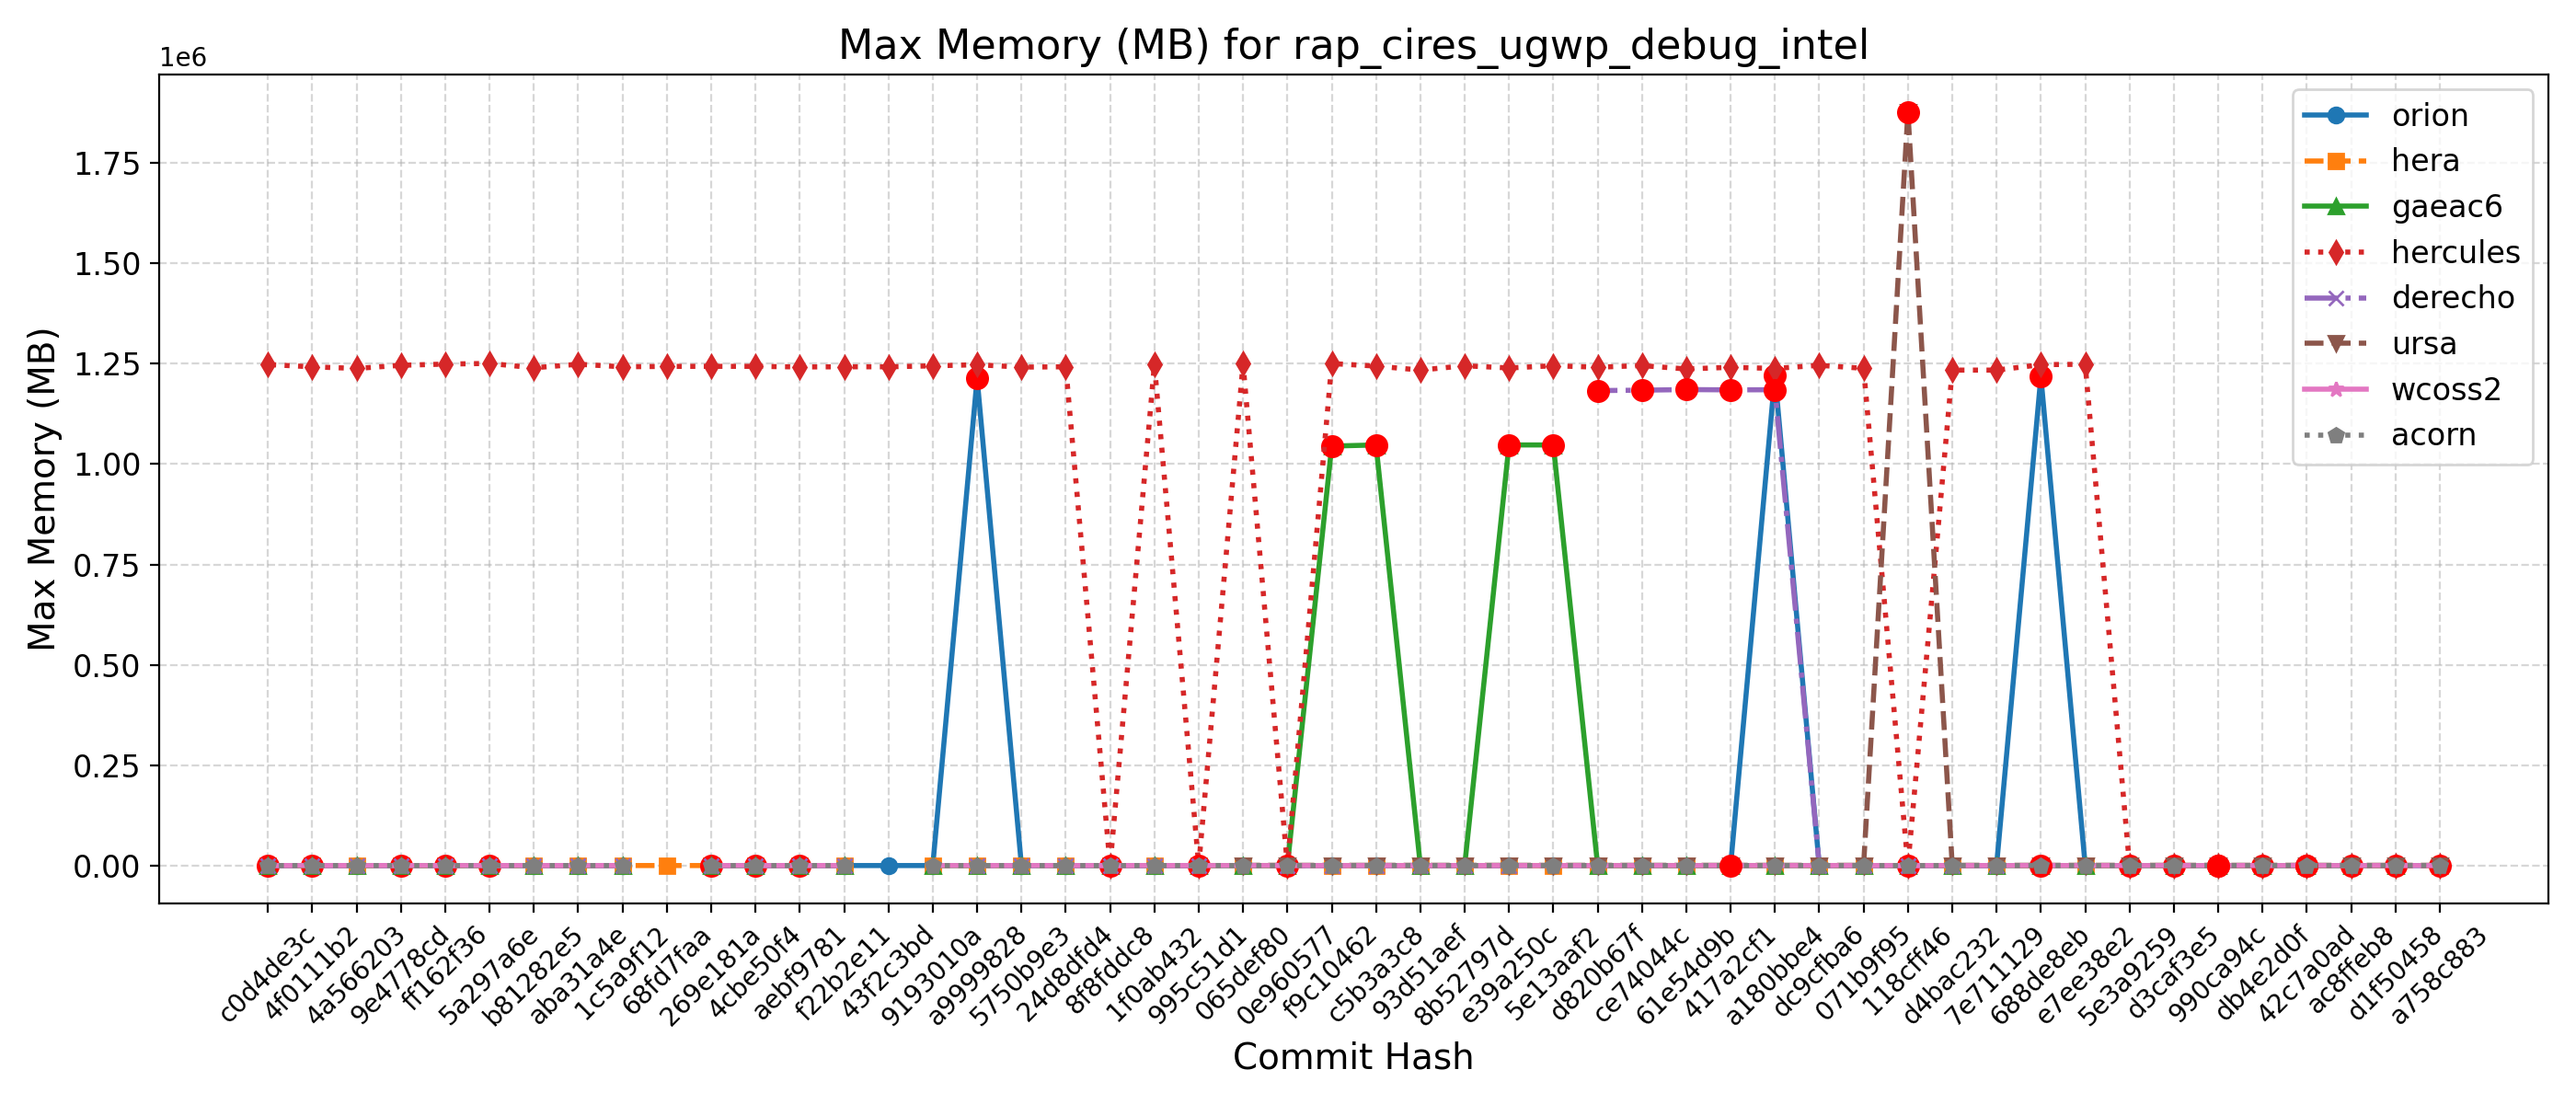 Max Memory (MB) for rap_cires_ugwp_debug_intel
1e6
1.75
1.50
1.25
1.00
0.75
0.50
0.25
0.00
Max Memory (MB)
orion
hera
gaeac6
hercules
derecho
ursa
wcoss2
acorn
c0d4de3c
4f0111b2
4a566203
9e4778cd
ff162f36
5a297a6e
b81282e5
aba31a4e
1c5a9f12
68fd7faa
269e181a
4cbe50f4
aebf9781
f22b2e11
43f2c3bd
9193010a
a9999828
5750b9e3
24d8dfd4
8f8fddc8
1f0ab432
995c51d1
065def80
0e960577
f9c10462
c5b3a3c8
93d51aef
8b52797d
e39a250c
5e13aaf2
d820b67f
ce74044c
61e54d9b
417a2cf1
a180bbe4
dc9cfba6
071b9f95
118cff46
d4bac232
7e711129
688de8eb
e7ee38e2
5e3a9259
d3caf3e5
990ca94c
db4e2d0f
42c7a0ad
ac8ffeb8
d1f50458
a758c883
Commit Hash